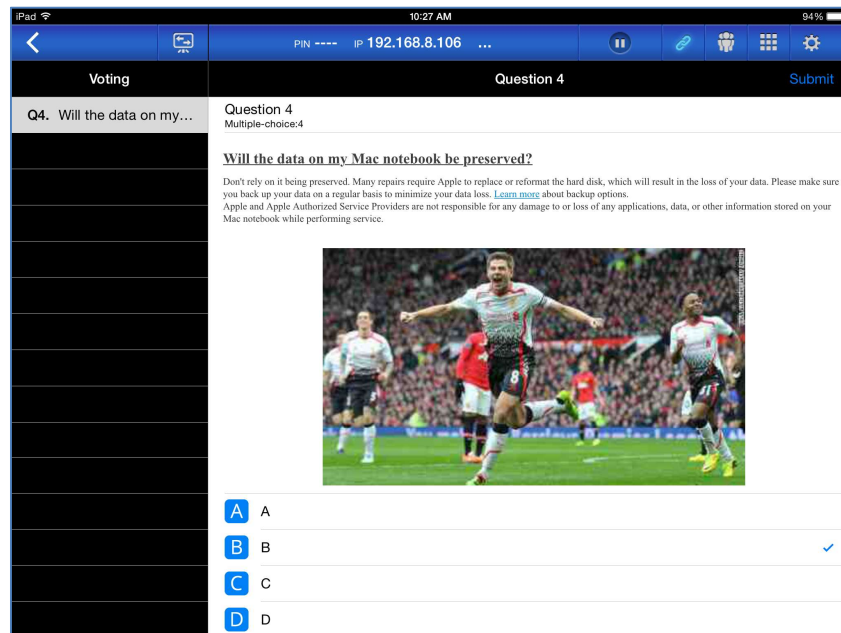 iPad 10:27 AM 94%
PIN ---- IP 192.168.8.106 ...
Voting Question 4 Submit
Q4. Will the data on my...
Question 4
Multiple-choice:4
Will the data on my Mac notebook be preserved?
Don't rely on it being preserved. Many repairs require Apple to replace or reformat the hard disk, which will result in the loss of your data. Please make sure
you back up your data on a regular basis to minimize your data loss. Learn more about backup options.
Apple and Apple Authorized Service Providers are not responsible for any damage to or loss of any applications, data, or other information stored on your
Mac notebook while performing service.
8
31
A A
B B
C C
D D